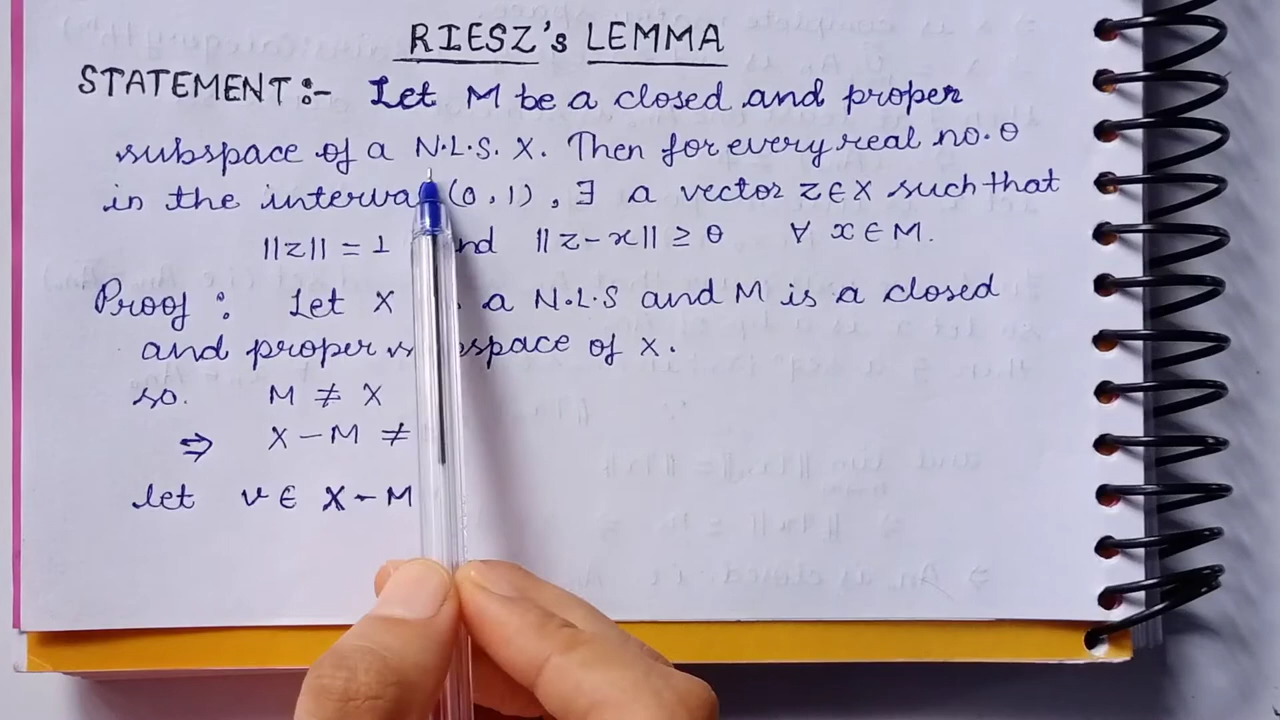 RIESZ's LEMMA
STATEMENT :- Let M be a closed and proper
subspace of a N.L.S. X. Then for every real no. θ
in the interval (0, 1), ∃ a vector z ∈ X such that
||z|| = 1 and ||z-x|| ≥ θ ∀ x ∈ M.
Proof : Let X a N.L.S and M is a closed
and proper subspace of X.
so. M ≠ X
⇒ X - M ≠
let v ∈ X - M